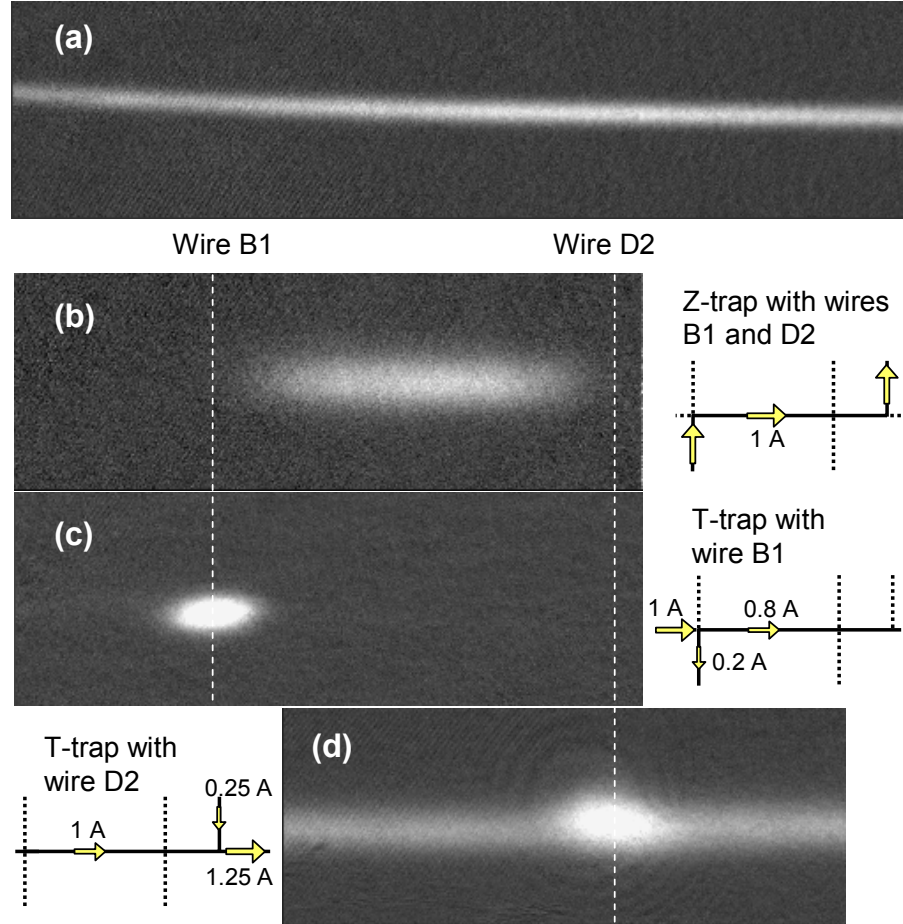 (a)
Wire B1
Wire D2
(b)
Z-trap with wires
B1 and D2
1 A
(c)
T-trap with
wire B1
1 A
0.8 A
0.2 A
T-trap with
wire D2
0.25 A
1 A
1.25 A
(d)